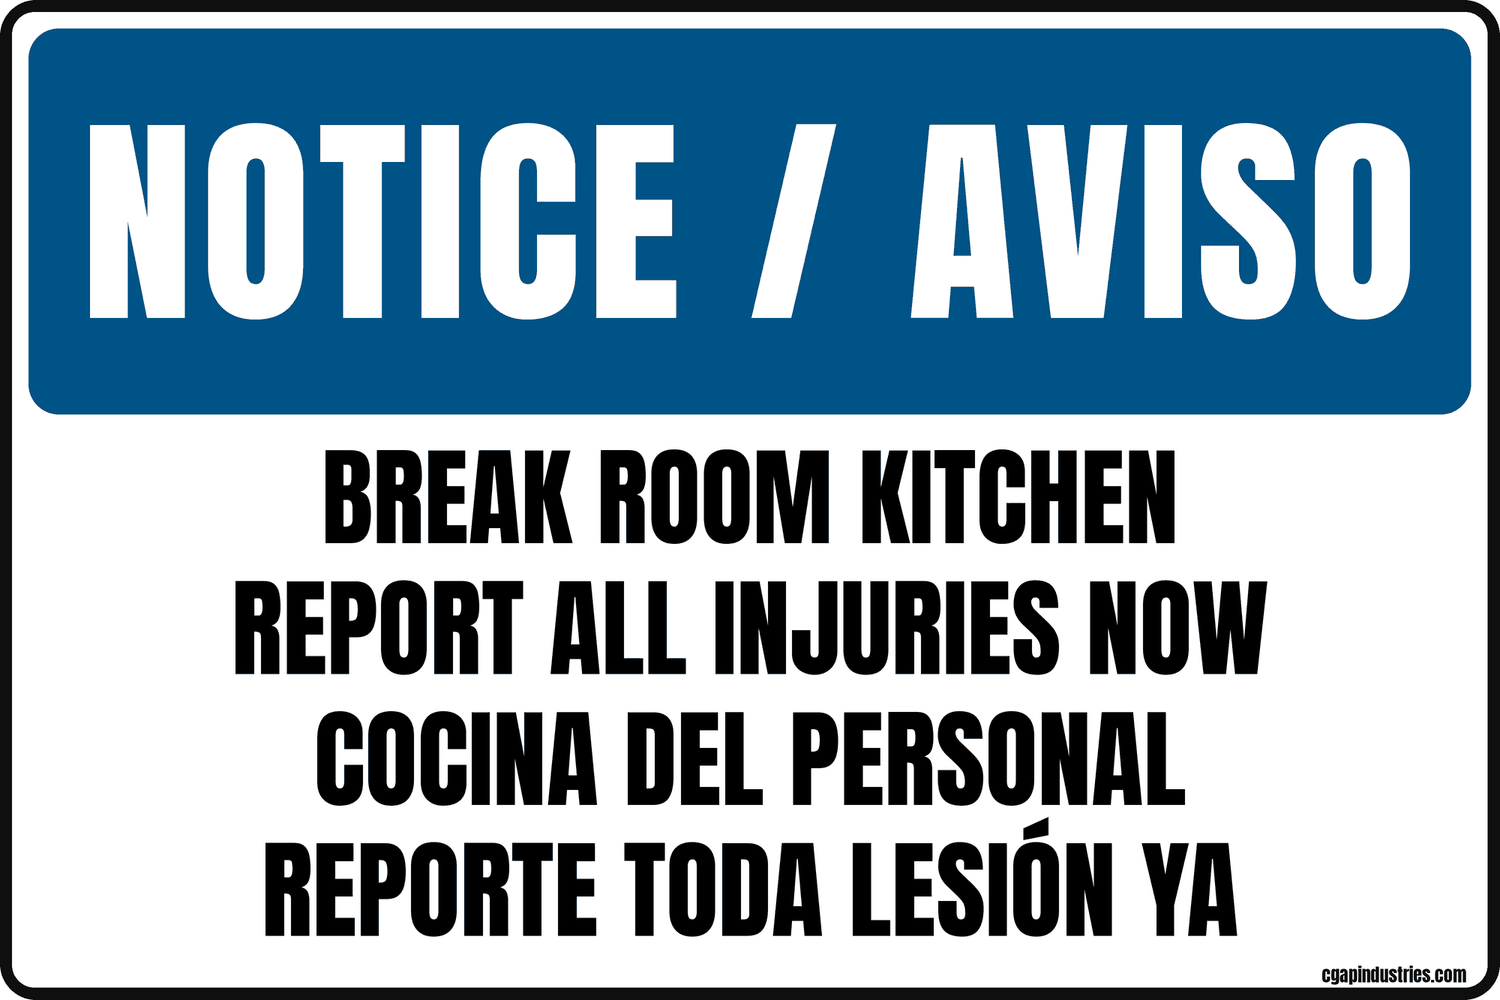 NOTICE / AVISO
BREAK ROOM KITCHEN
REPORT ALL INJURIES NOW
COCINA DEL PERSONAL
REPORTE TODA LESIÓN YA
cgapindustries.com